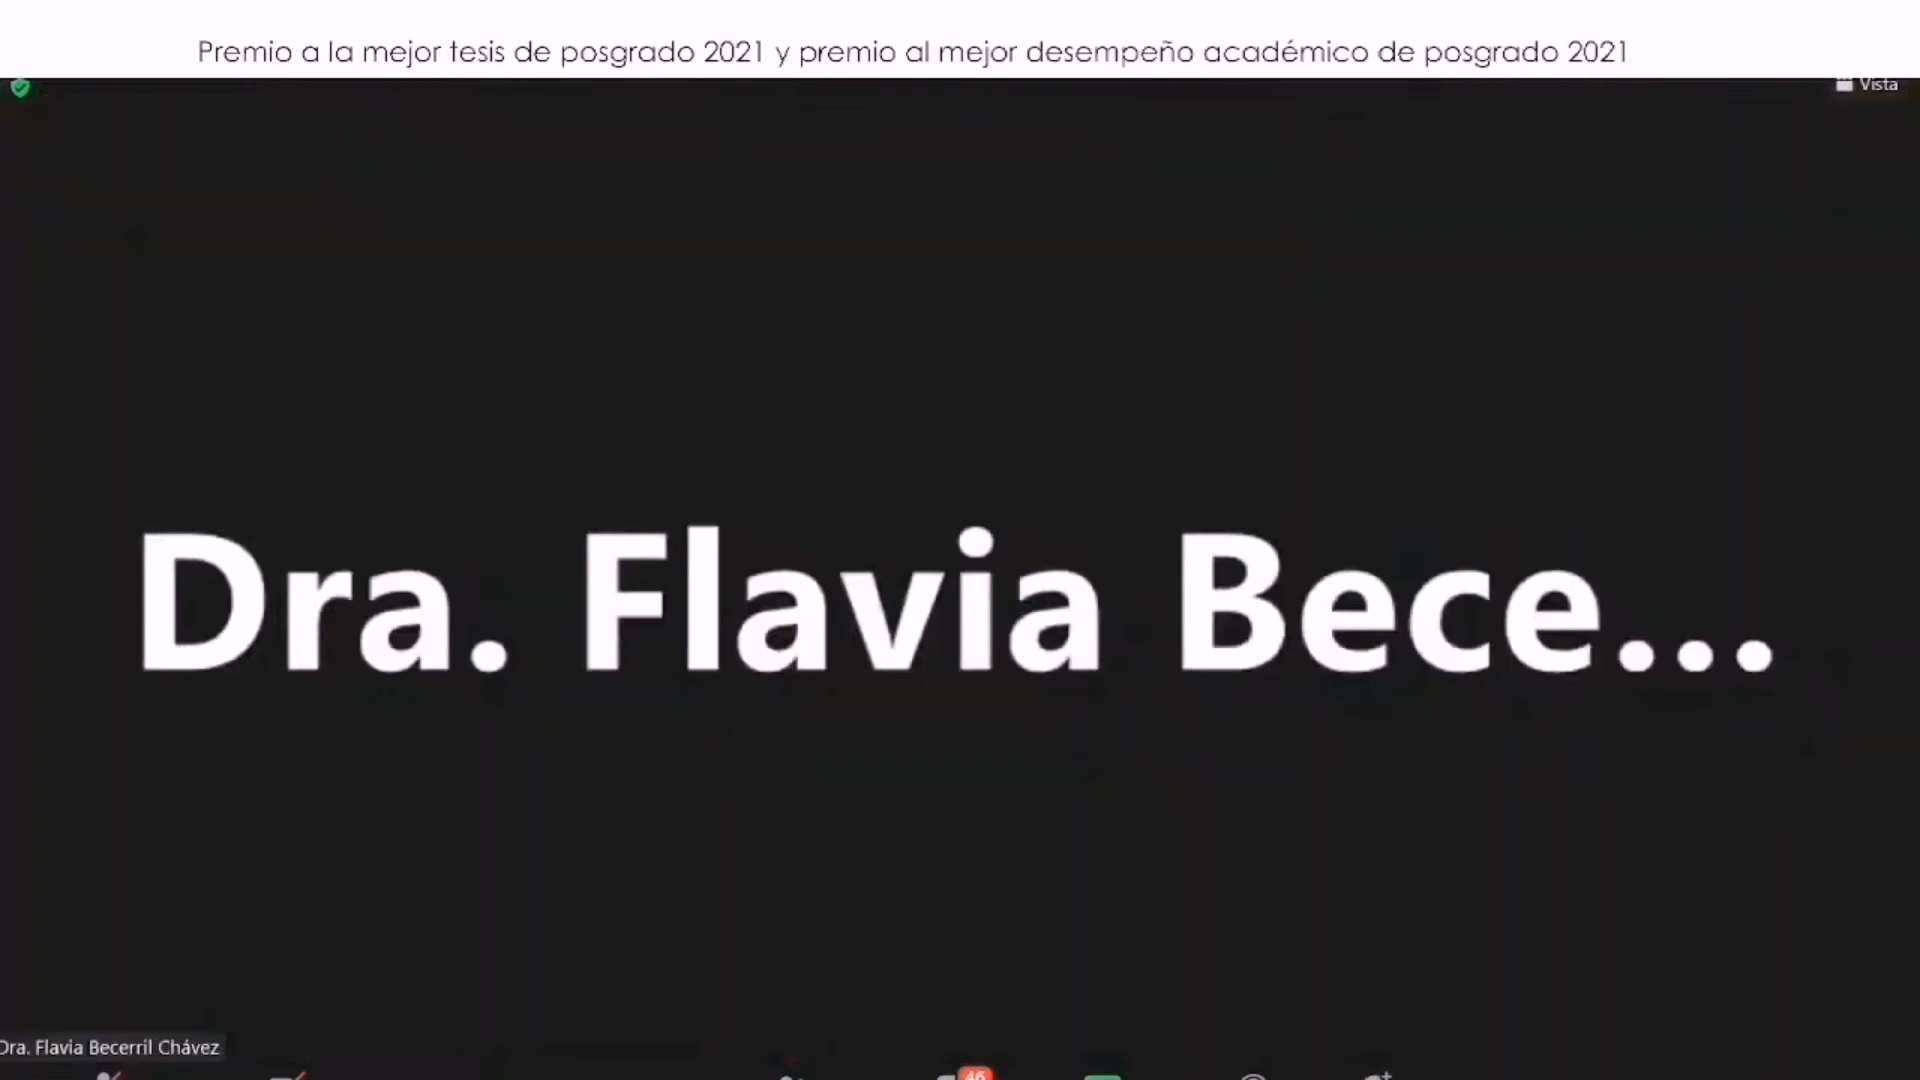 Premio a la mejor tesis de posgrado 2021 y premio al mejor desempeño académico de posgrado 2021
Vista
Dra. Flavia Bece...
Dra. Flavia Becerril Chávez
46